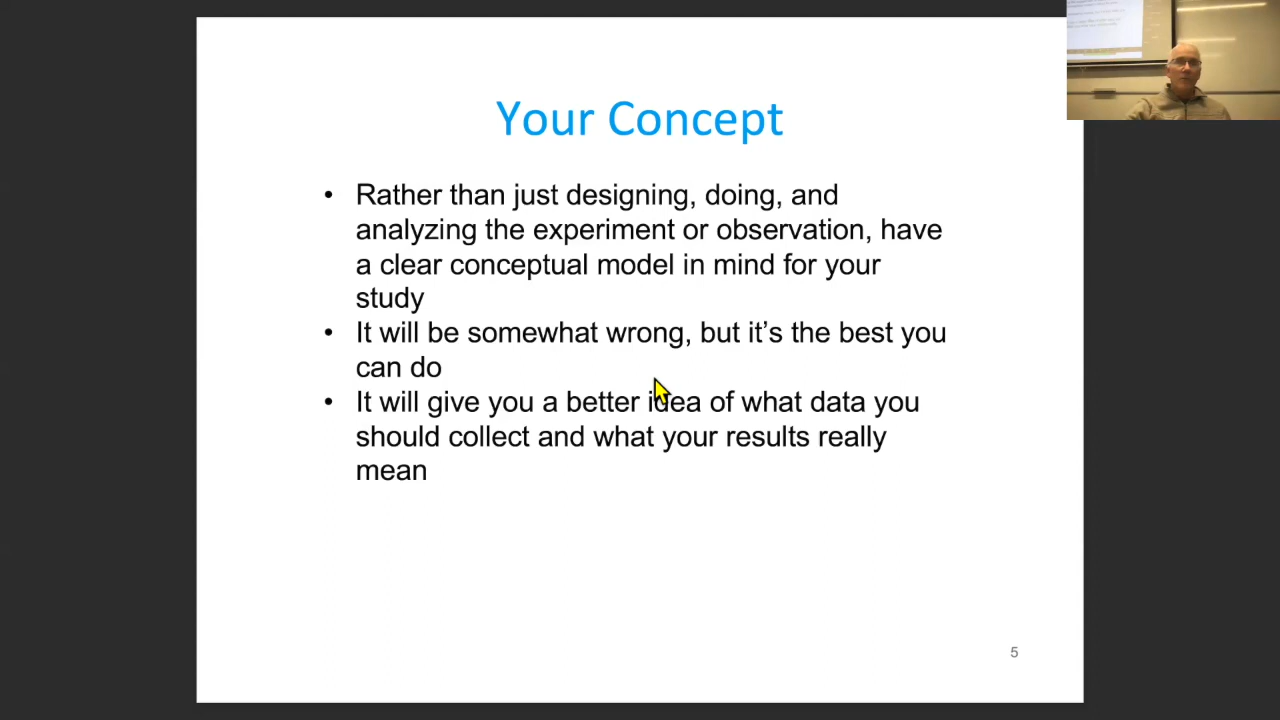 Your Concept
• Rather than just designing, doing, and
analyzing the experiment or observation, have
a clear conceptual model in mind for your
study
• It will be somewhat wrong, but it’s the best you
can do
• It will give you a better idea of what data you
should collect and what your results really
mean
5